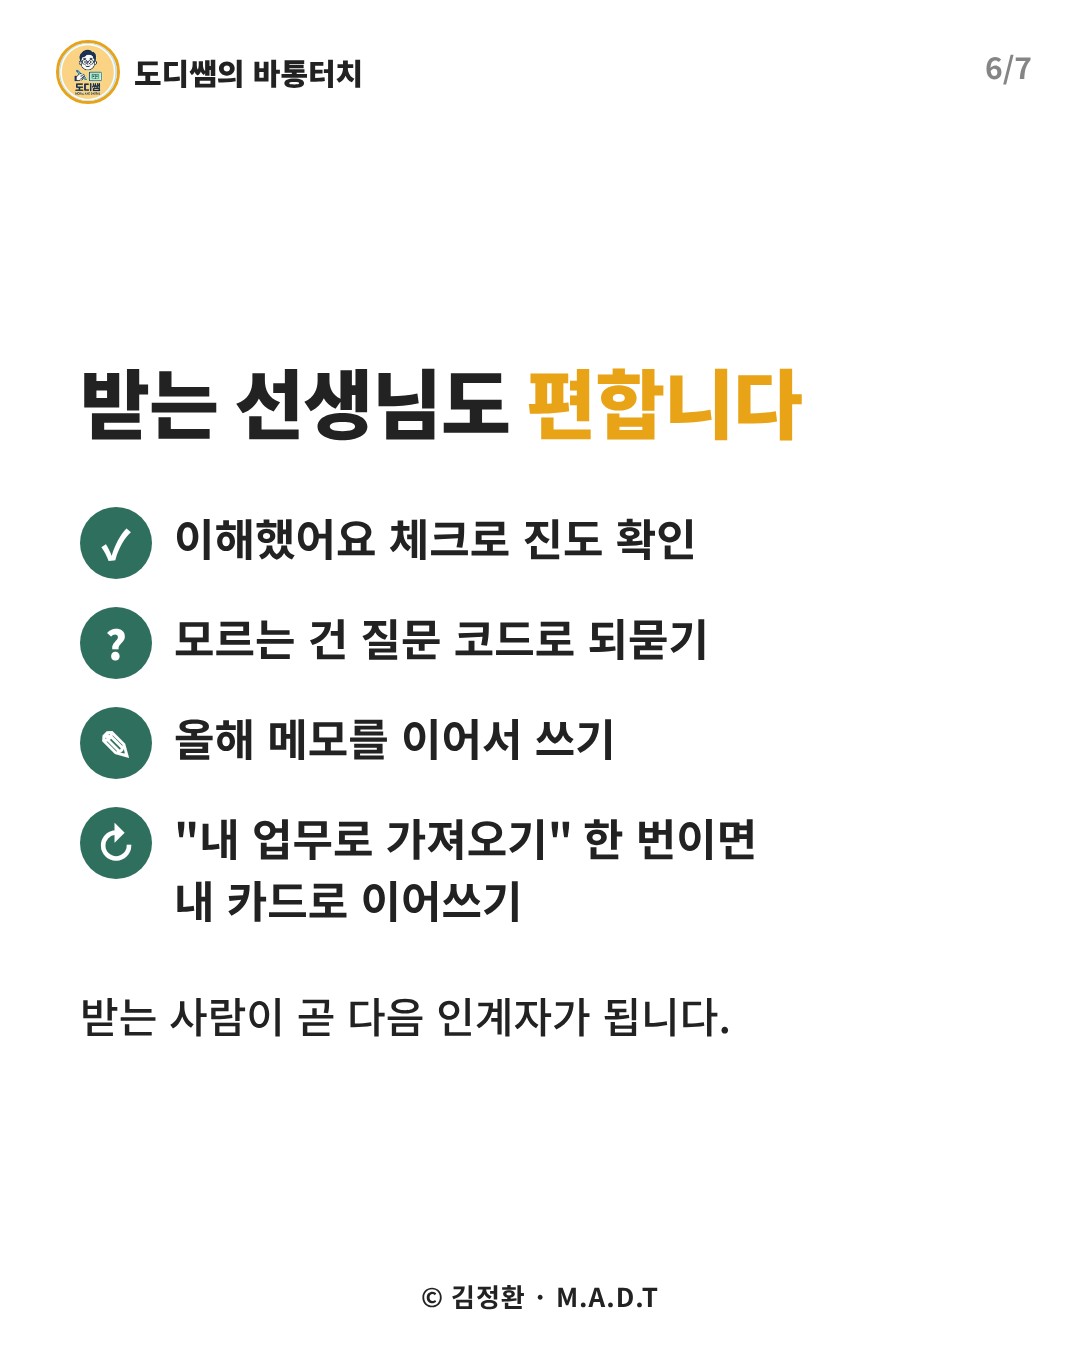 도디쌤
도디쌤의 바통터치
6/7
받는 선생님도 편합니다
✓ 이해했어요 체크로 진도 확인
? 모르는 건 질문 코드로 되묻기
✎ 올해 메모를 이어서 쓰기
↻ "내 업무로 가져오기" 한 번이면
내 카드로 이어쓰기
받는 사람이 곧 다음 인계자가 됩니다.
© 김정환 · M.A.D.T